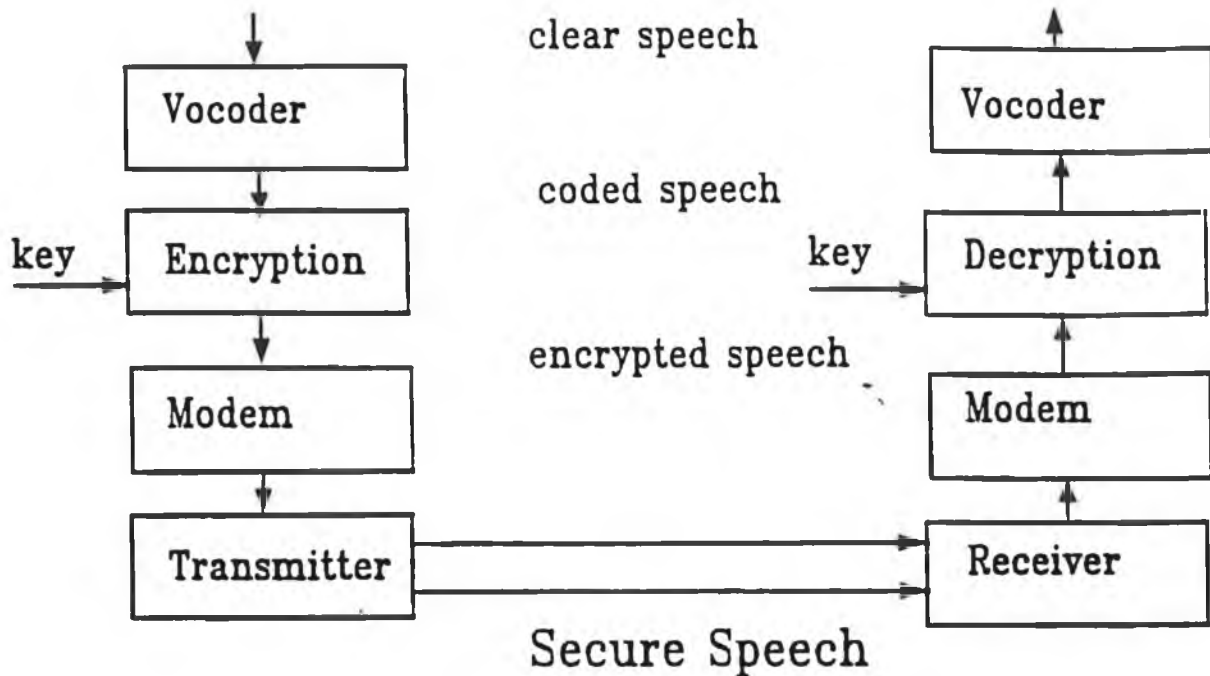 clear speech
Vocoder
Vocoder
coded speech
key
Encryption
key
Decryption
encrypted speech
Modem
Modem
Transmitter
Receiver
Secure Speech